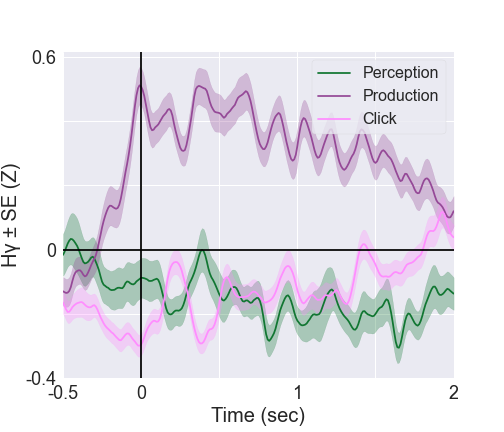 0.6
Perception
Production
Click
Hγ ± SE (Z)
0
-0.4
-0.5 0 1 2
Time (sec)